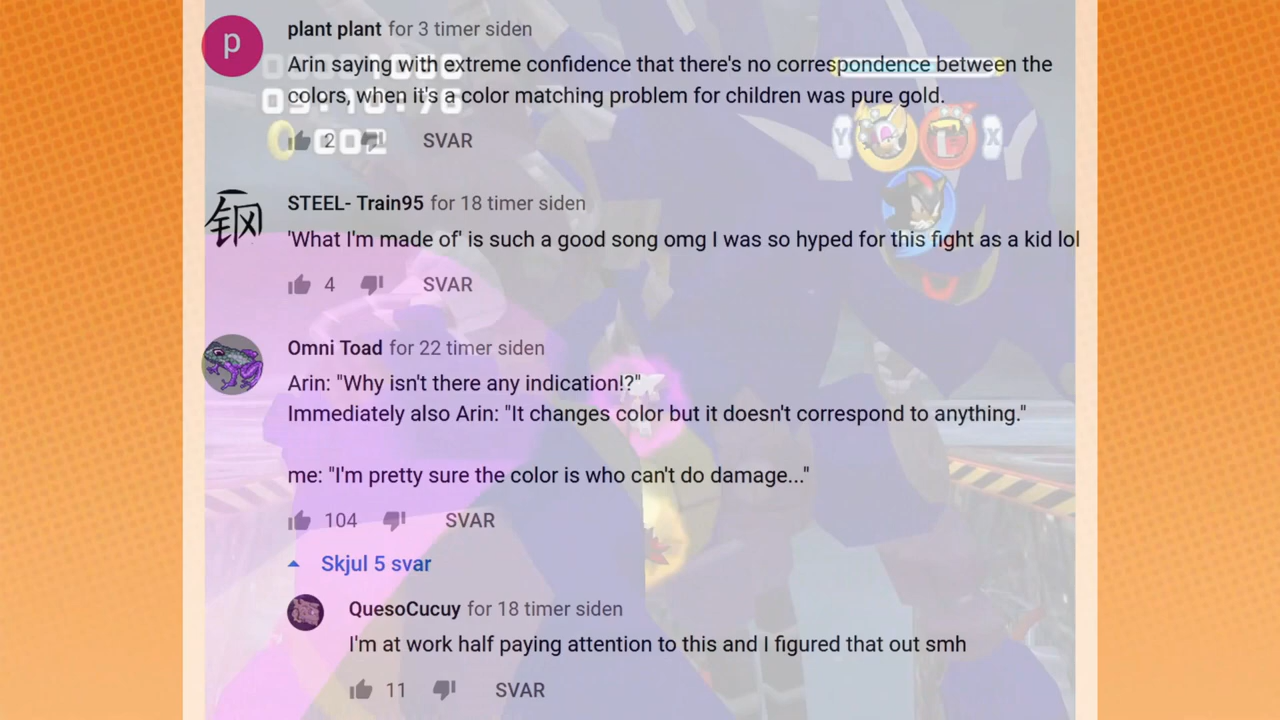 p
plant plant for 3 timer siden
Arin saying with extreme confidence that there's no correspondence between the
colors, when it's a color matching problem for children was pure gold.
2 SVAR
002
Y X
钢
STEEL- Train95 for 18 timer siden
'What I'm made of' is such a good song omg I was so hyped for this fight as a kid lol
4 SVAR
Omni Toad for 22 timer siden
Arin: "Why isn't there any indication!?"
Immediately also Arin: "It changes color but it doesn't correspond to anything."
me: "I'm pretty sure the color is who can't do damage..."
104 SVAR
Skjul 5 svar
QuesoCucuy for 18 timer siden
I'm at work half paying attention to this and I figured that out smh
11 SVAR